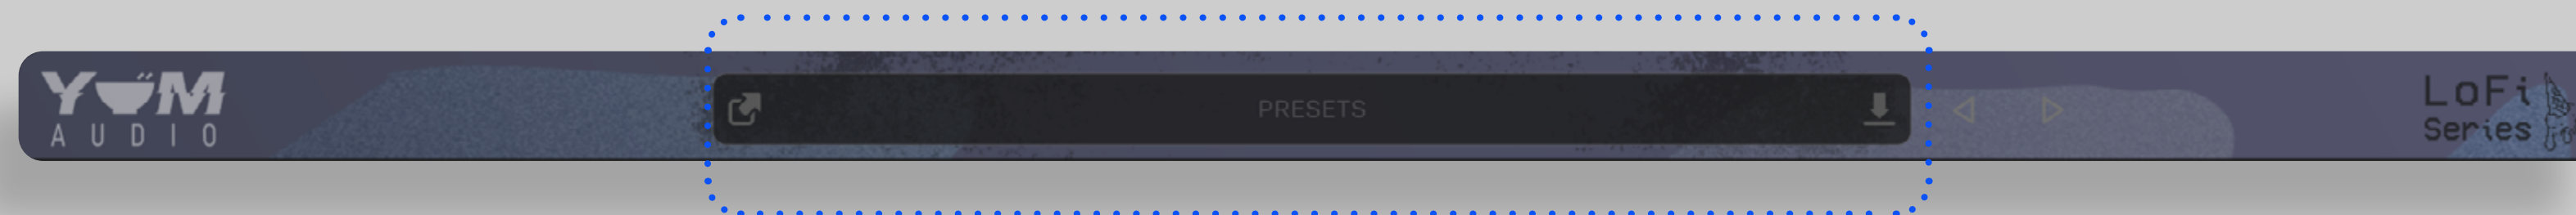 YUM
AUDIO
PRESETS
LoFi
Series